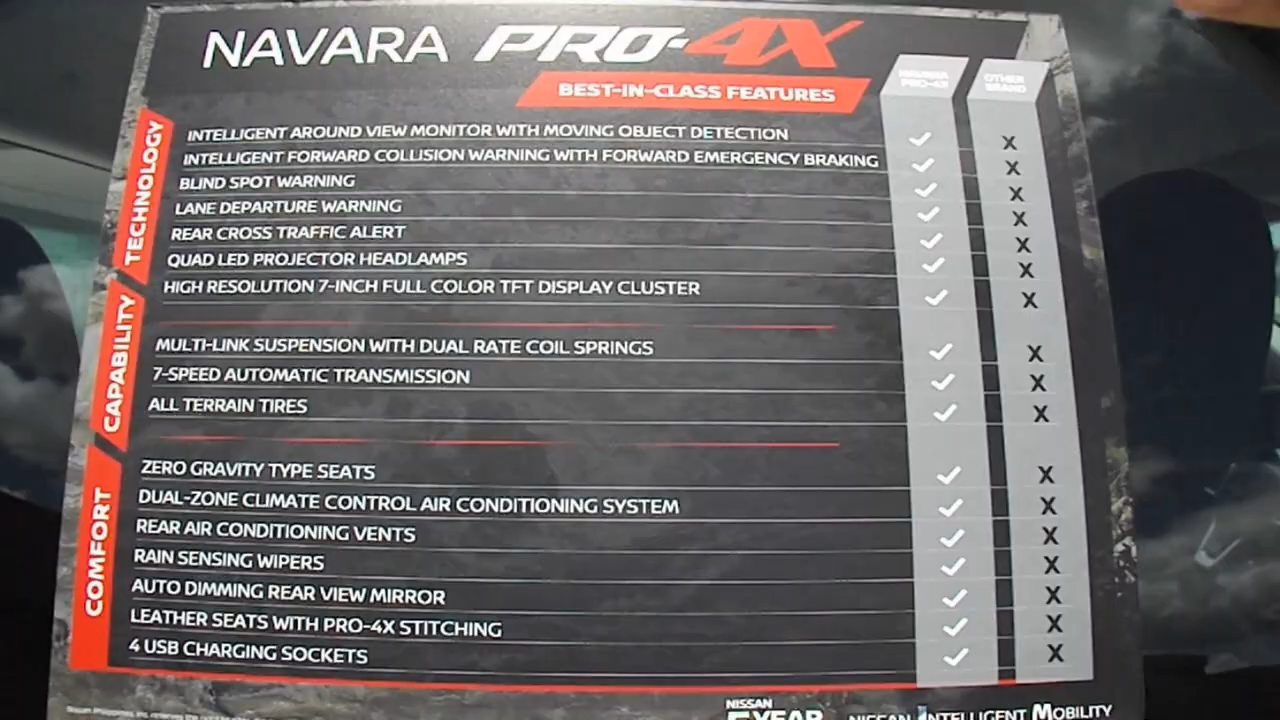 NAVARA PRO-4X
BEST-IN-CLASS FEATURES
NAVARA
PRO-4X
OTHER
BRAND
TECHNOLOGY
INTELLIGENT AROUND VIEW MONITOR WITH MOVING OBJECT DETECTION ✓ X
INTELLIGENT FORWARD COLLISION WARNING WITH FORWARD EMERGENCY BRAKING ✓ X
BLIND SPOT WARNING ✓ X
LANE DEPARTURE WARNING ✓ X
REAR CROSS TRAFFIC ALERT ✓ X
QUAD LED PROJECTOR HEADLAMPS ✓ X
HIGH RESOLUTION 7-INCH FULL COLOR TFT DISPLAY CLUSTER ✓ X
CAPABILITY
MULTI-LINK SUSPENSION WITH DUAL RATE COIL SPRINGS ✓ X
7-SPEED AUTOMATIC TRANSMISSION ✓ X
ALL TERRAIN TIRES ✓ X
COMFORT
ZERO GRAVITY TYPE SEATS ✓ X
DUAL-ZONE CLIMATE CONTROL AIR CONDITIONING SYSTEM ✓ X
REAR AIR CONDITIONING VENTS ✓ X
RAIN SENSING WIPERS ✓ X
AUTO DIMMING REAR VIEW MIRROR ✓ X
LEATHER SEATS WITH PRO-4X STITCHING ✓ X
4 USB CHARGING SOCKETS ✓ X
NISSAN
5 YEAR
NISSAN INTELLIGENT MOBILITY